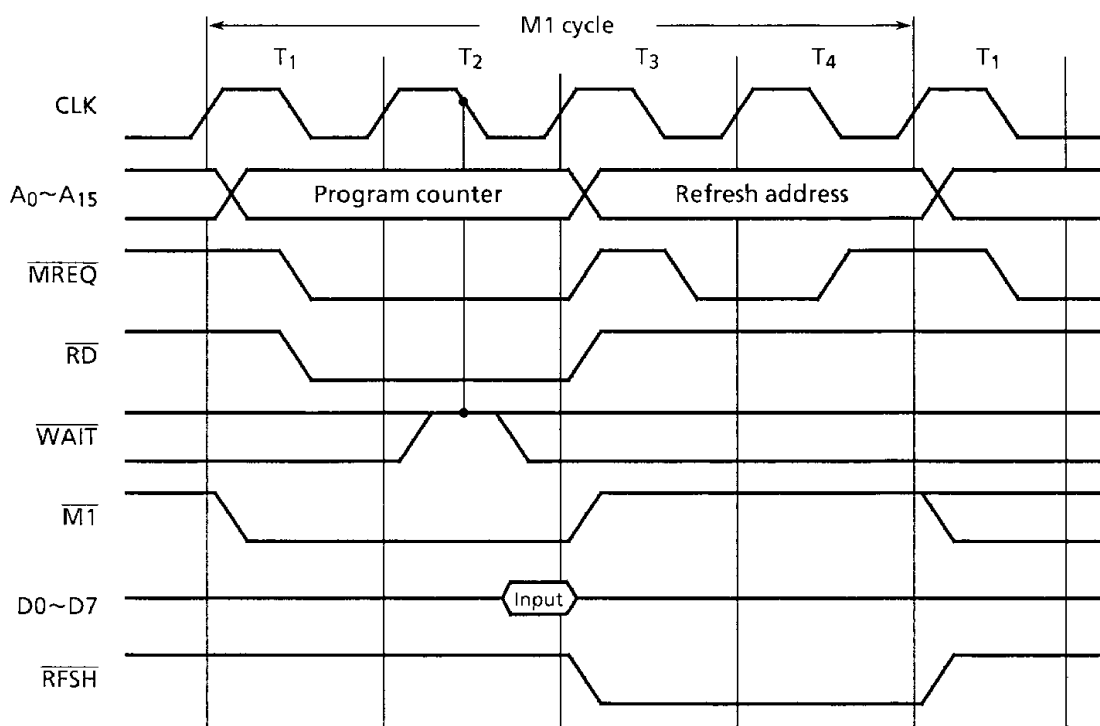 M1 cycle
T1 T2 T3 T4 T1
CLK
A0~A15 Program counter Refresh address
MREQ
RD
WAIT
M1
D0~D7 Input
RFSH